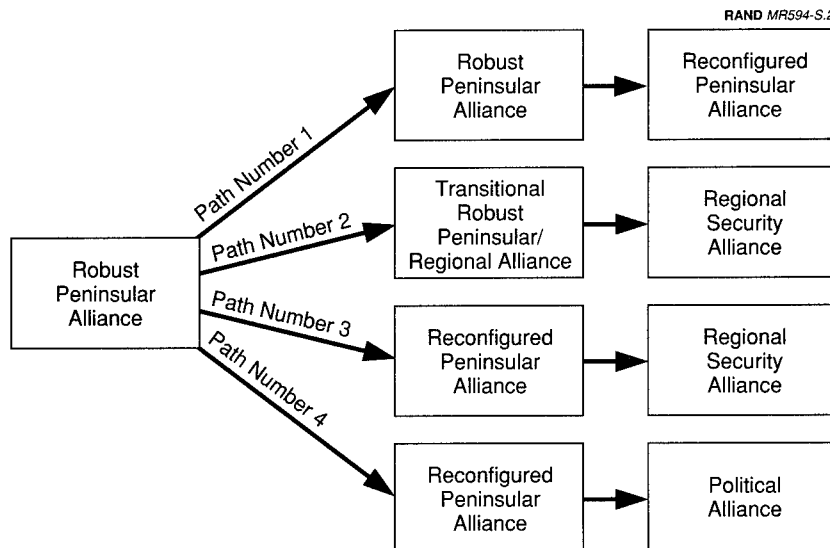 RAND MR594-S.2
Robust
Peninsular
Alliance
Path Number 1
Path Number 2
Path Number 3
Path Number 4
Robust
Peninsular
Alliance
Reconfigured
Peninsular
Alliance
Transitional
Robust
Peninsular/
Regional Alliance
Regional
Security
Alliance
Reconfigured
Peninsular
Alliance
Regional
Security
Alliance
Reconfigured
Peninsular
Alliance
Political
Alliance